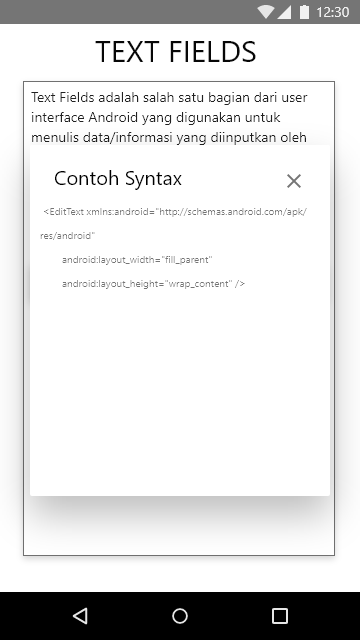 12:30
TEXT FIELDS
Text Fields adalah salah satu bagian dari user
interface Android yang digunakan untuk
menulis data/informasi yang diinputkan oleh
Contoh Syntax
<EditText xmlns:android="http://schemas.android.com/apk/
res/android"
android:layout_width="fill_parent"
android:layout_height="wrap_content" />